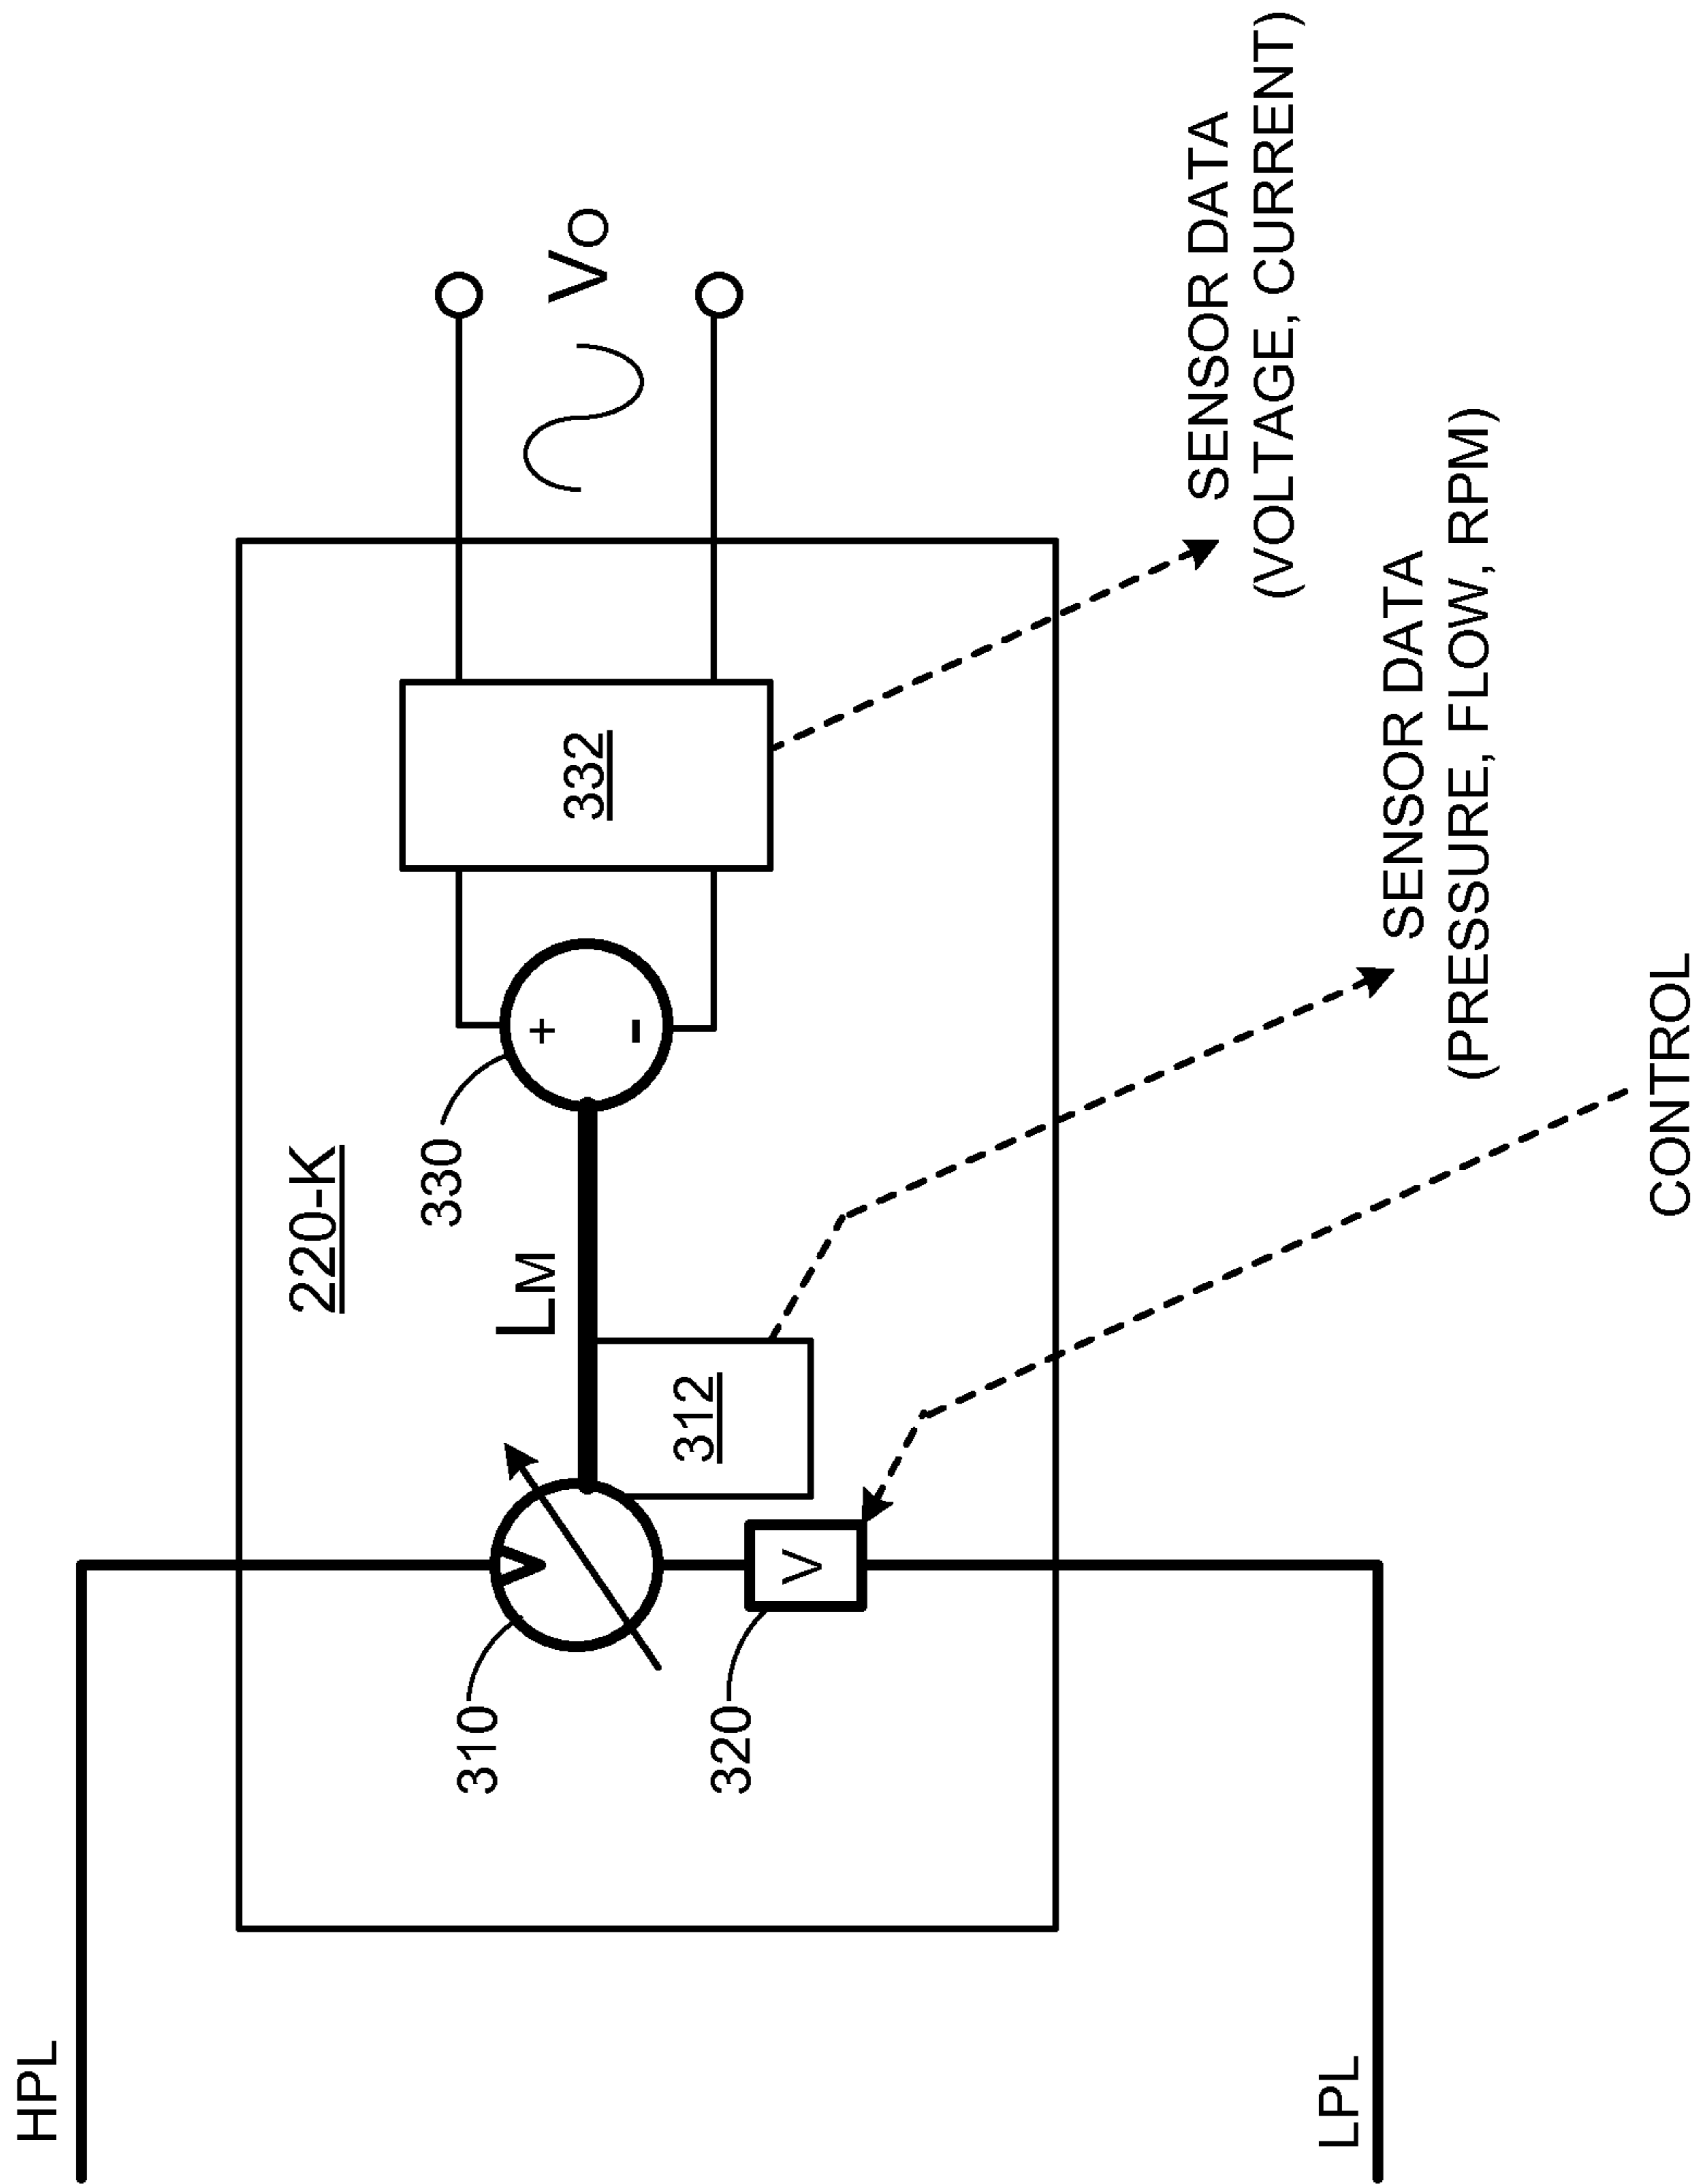 HPL
220-K
310
LM
330
332
Vo
+
-
312
V
320
LPL
SENSOR DATA
(VOLTAGE, CURRENT)
SENSOR DATA
(PRESSURE, FLOW, RPM)
CONTROL